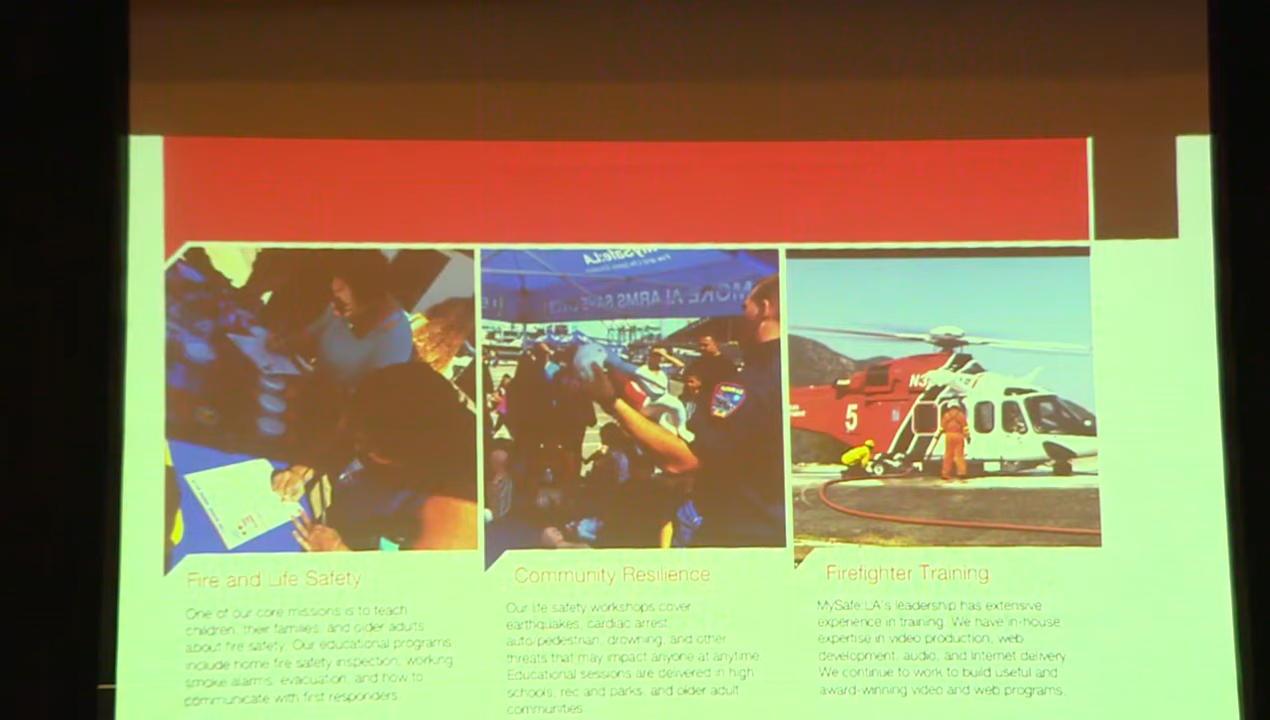 MySafe:LA
Fire and Life Safety
MORE ALARMS SAVE LIVES
N3
5
Fire and Life Safety
One of our core missions is to teach
children, their families, and older adults
about fire safety. Our educational programs
include home fire safety inspection, working
smoke alarms, evacuation, and how to
communicate with first responders.
Community Resilience
Our life safety workshops cover
earthquakes, cardiac arrest,
auto/pedestrian, drowning, and other
threats that may impact anyone at anytime.
Educational sessions are delivered in high
schools, rec and parks, and older adult
communities.
Firefighter Training
MySafe:LA's leadership has extensive
experience in training. We have in-house
expertise in video production, web
development, audio, and Internet delivery.
We continue to work to build useful and
award-winning video and web programs.